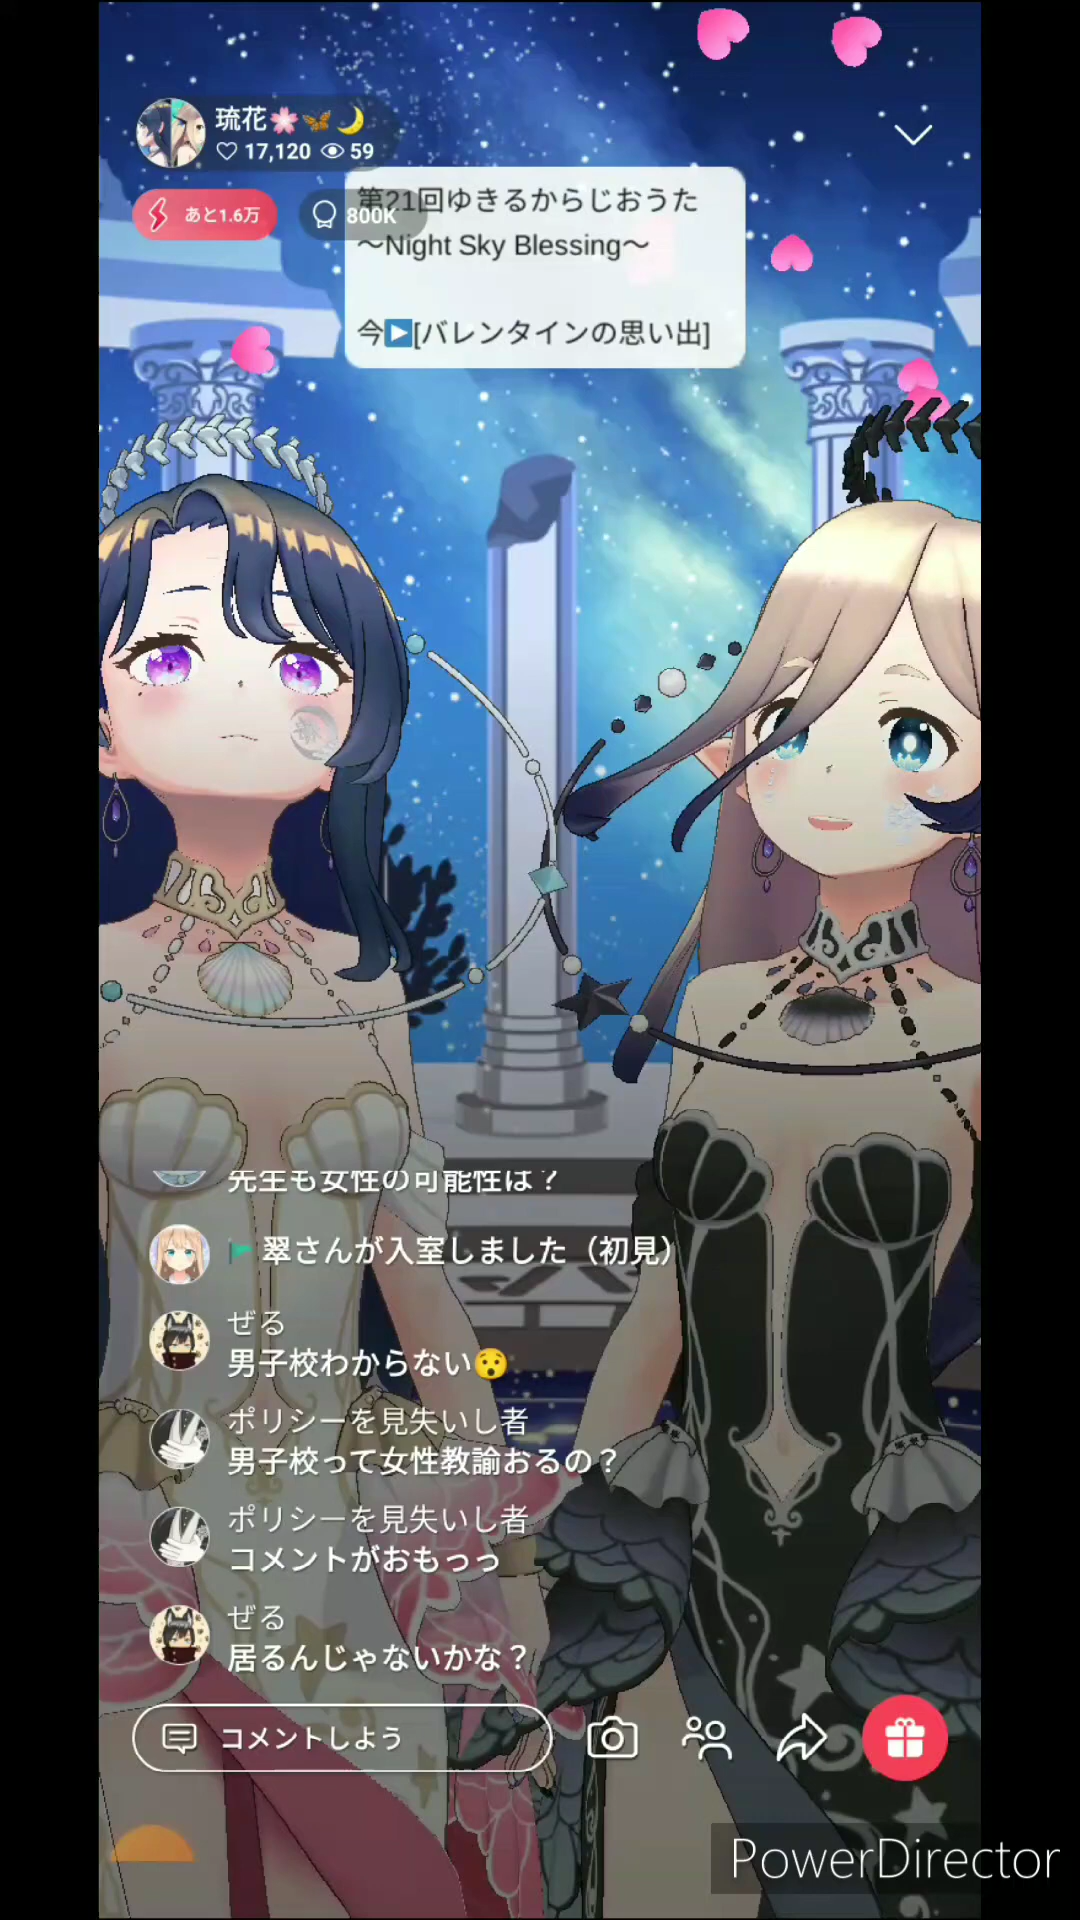 琉花🌸🦋🌙
17,120 59
あと1.6万
800K
第21回ゆきるからじおうた
〜Night Sky Blessing〜
今▶[バレンタインの思い出]
先生も女性の可能性は？
翠さんが入室しました（初見）
ぜる
男子校わからない😯
ポリシーを見失いし者
男子校って女性教諭おるの？
ポリシーを見失いし者
コメントがおもっっ
ぜる
居るんじゃないかな？
コメントしよう
PowerDirector